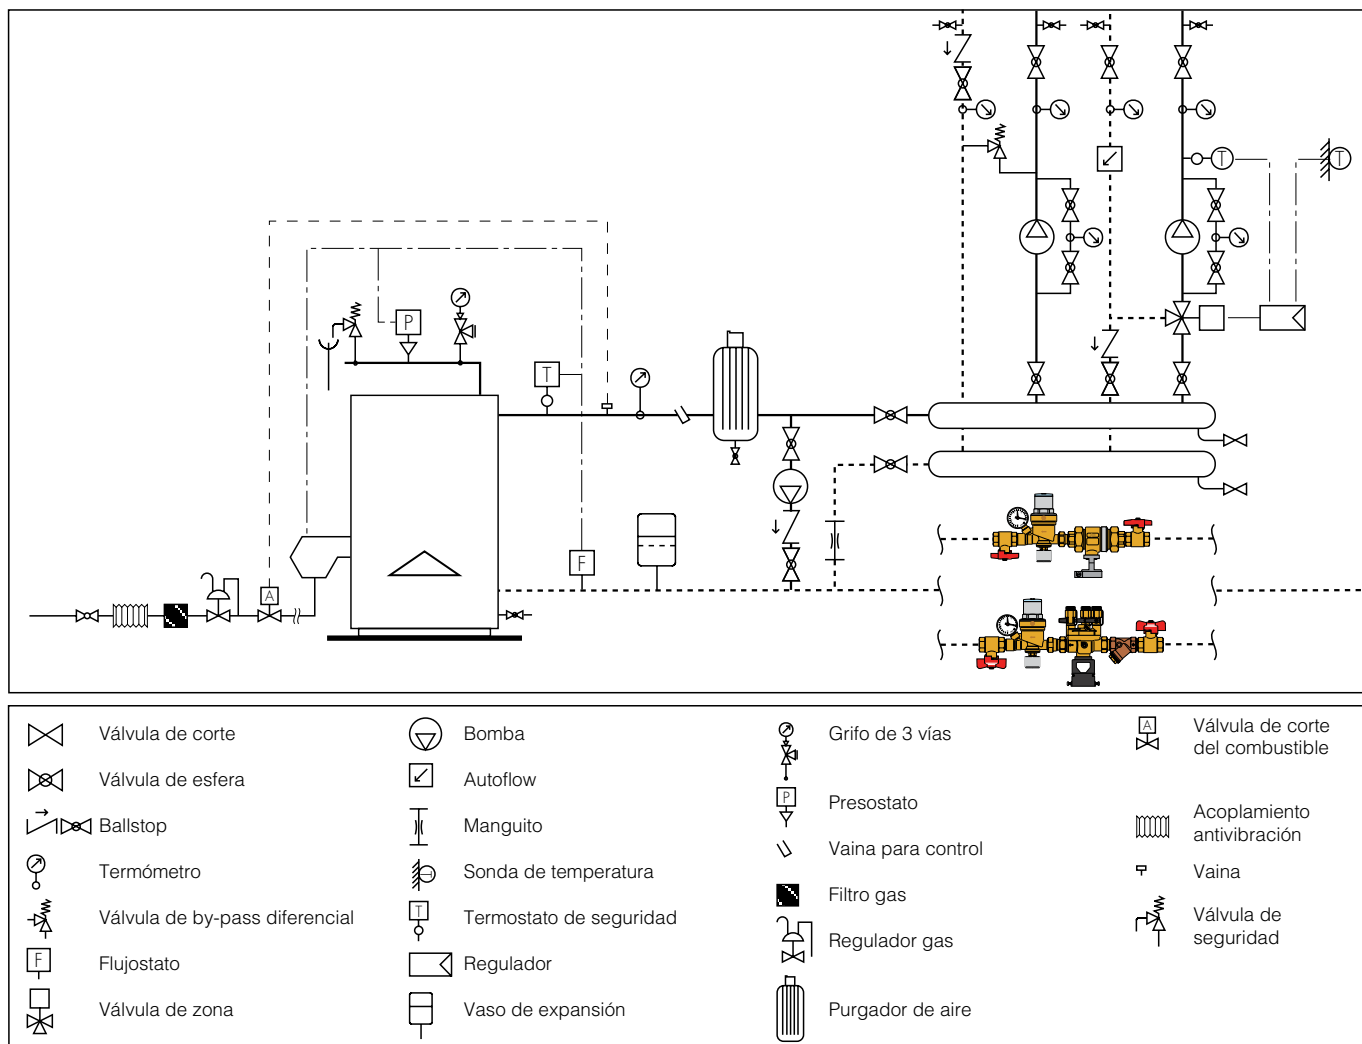 T
T
P
T
F
A
Válvula de corte
Válvula de esfera
Ballstop
Termómetro
Válvula de by-pass diferencial
F
Flujostato
Válvula de zona
Bomba
Autoflow
Manguito
Sonda de temperatura
T
Termostato de seguridad
Regulador
Vaso de expansión
Grifo de 3 vías
P
Presostato
Vaina para control
Filtro gas
Regulador gas
Purgador de aire
A
Válvula de corte
del combustible
Acoplamiento
antivibración
Vaina
Válvula de
seguridad